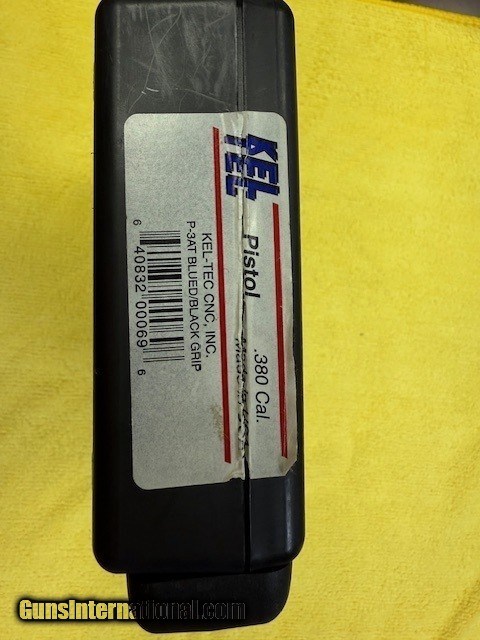 KEL
TEC
Pistol
.380 Cal.
KEL-TEC CNC, INC.
P-3AT BLUED/BLACK GRIP
6 40832 00069 6
GunsInternational.com